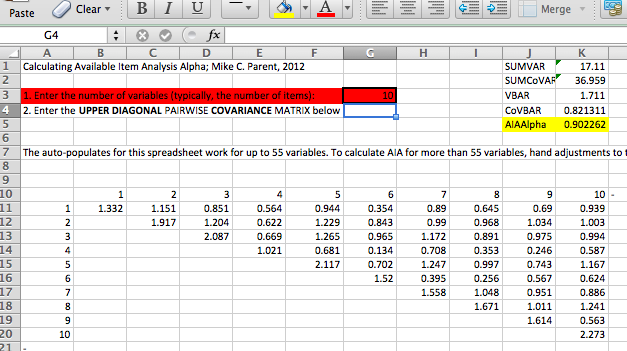 Paste Clear B I U A Merge
G4 fx
A B C D E F G H I J K
1 Calculating Available Item Analysis Alpha; Mike C. Parent, 2012 SUMVAR 17.11
2 SUMCoVAR 36.959
3 1. Enter the number of variables (typically, the number of items): 10 VBAR 1.711
4 2. Enter the UPPER DIAGONAL PAIRWISE COVARIANCE MATRIX below CoVBAR 0.821311
5 AIAAlpha 0.902262
6
7 The auto-populates for this spreadsheet work for up to 55 variables. To calculate AIA for more than 55 variables, hand adjustments to
8
9
10 1 2 3 4 5 6 7 8 9 10 -
11 1 1.332 1.151 0.851 0.564 0.944 0.354 0.89 0.645 0.69 0.939
12 2 1.917 1.204 0.622 1.229 0.843 0.99 0.968 1.034 1.003
13 3 2.087 0.669 1.265 0.965 1.172 0.891 0.975 0.994
14 4 1.021 0.681 0.134 0.708 0.353 0.246 0.587
15 5 2.117 0.702 1.247 0.997 0.743 1.167
16 6 1.52 0.395 0.256 0.567 0.624
17 7 1.558 1.048 0.951 0.886
18 8 1.671 1.011 1.241
19 9 1.614 0.563
20 10 2.273
21 -